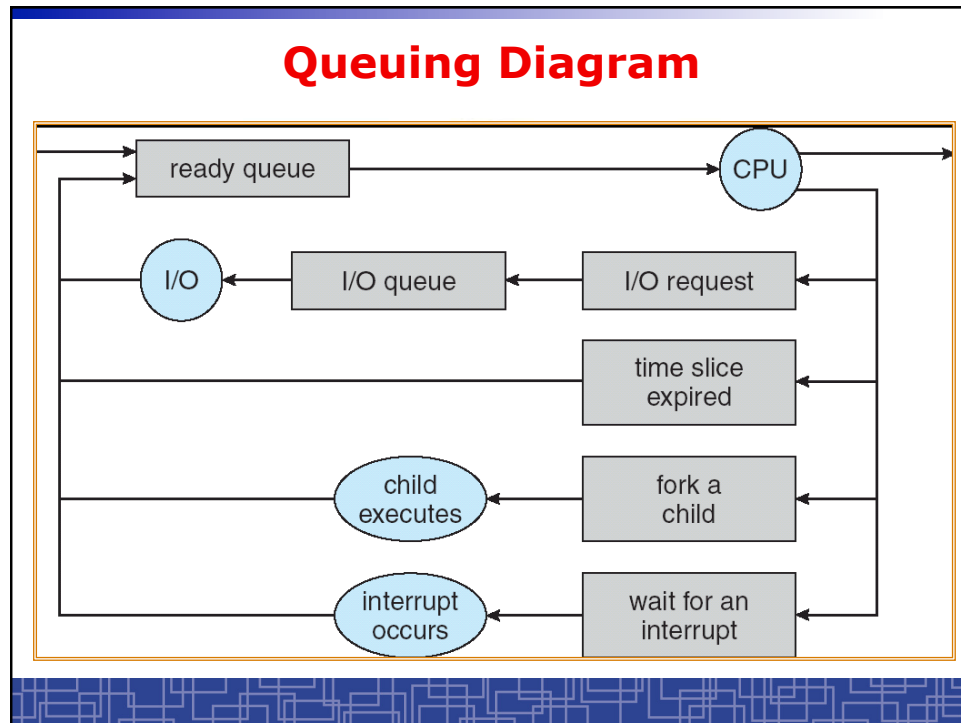 Queuing Diagram
ready queue
CPU
I/O
I/O queue
I/O request
time slice
expired
child
executes
fork a
child
interrupt
occurs
wait for an
interrupt